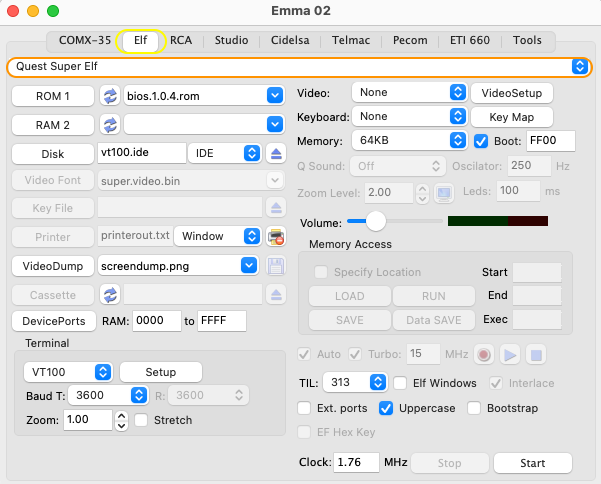 Emma 02
COMX-35 Elf RCA Studio Cidelsa Telmac Pecom ETI 660 Tools
Quest Super Elf
ROM 1 bios.1.0.4.rom
RAM 2
Disk vt100.ide IDE
Video Font super.video.bin
Key File
Printer printerout.txt Window
VideoDump screendump.png
Cassette
DevicePorts RAM: 0000 to FFFF
Terminal
VT100 Setup
Baud T: 3600 R: 3600
Zoom: 1.00 Stretch
Video: None VideoSetup
Keyboard: None Key Map
Memory: 64KB Boot: FF00
Q Sound: Off Oscilator: 250 Hz
Zoom Level: 2.00 Leds: 100 ms
Volume:
Memory Access
Specify Location Start
LOAD RUN End
SAVE Data SAVE Exec
Auto Turbo: 15 MHz
TIL: 313 Elf Windows Interlace
Ext. ports Uppercase Bootstrap
EF Hex Key
Clock: 1.76 MHz Stop Start